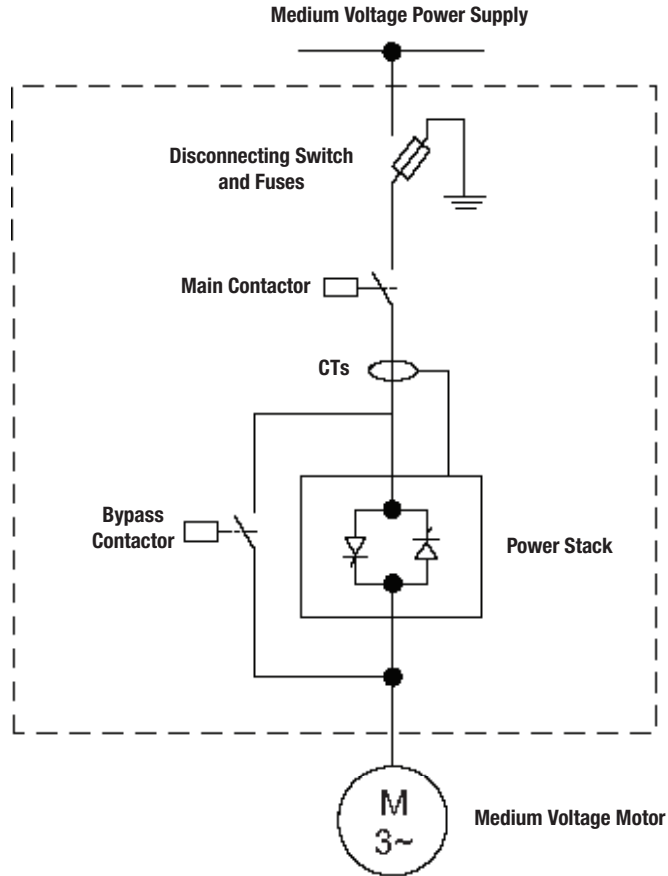 Medium Voltage Power Supply
Disconnecting Switch
and Fuses
Main Contactor
CTs
Bypass
Contactor
Power Stack
M
3~
Medium Voltage Motor